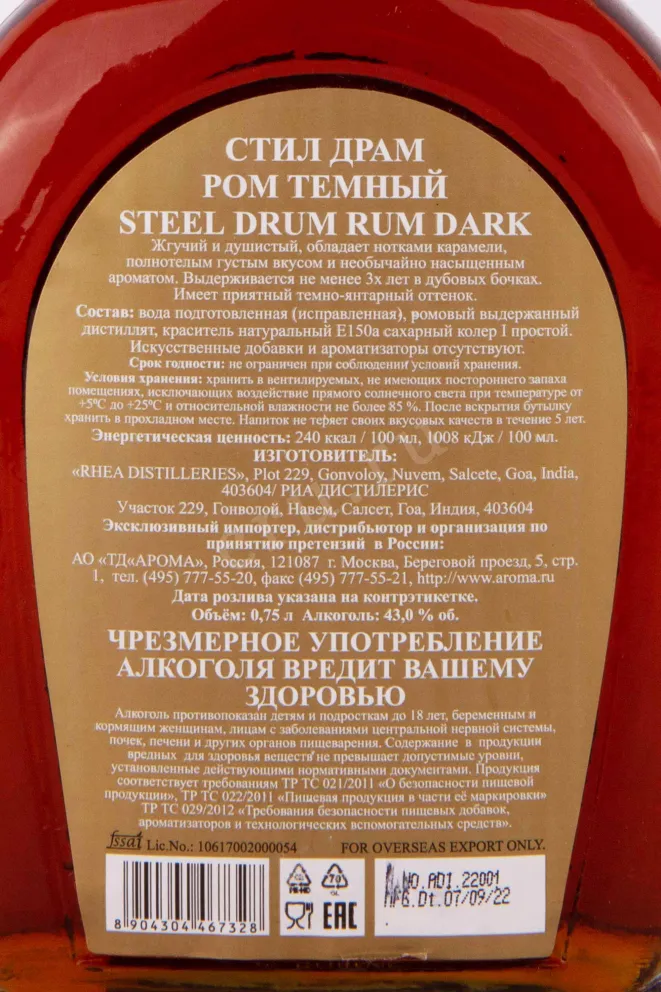 СТИЛ ДРАМ
РОМ ТЕМНЫЙ
STEEL DRUM RUM DARK
Жгучий и душистый, обладает нотками карамели,
полнотелым густым вкусом и необычайно насыщенным
ароматом. Выдерживается не менее 3х лет в дубовых бочках.
Имеет приятный темно-янтарный оттенок.
Состав: вода подготовленная (исправленная), ромовый выдержанный
дистиллят, краситель натуральный Е150а сахарный колер I простой.
Искусственные добавки и ароматизаторы отсутствуют.
Срок годности: не ограничен при соблюдении условий хранения.
Условия хранения: хранить в вентилируемых, не имеющих постороннего запаха
помещениях, исключающих воздействие прямого солнечного света при температуре от
+5⁰С до +25⁰С и относительной влажности не более 85 %. После вскрытия бутылку
хранить в прохладном месте. Напиток не теряет своих вкусовых качеств в течение 5 лет.
Энергетическая ценность: 240 ккал / 100 мл, 1008 кДж / 100 мл.
ИЗГОТОВИТЕЛЬ:
«RHEA DISTILLERIES», Plot 229, Gonvoloy, Nuvem, Salcete, Goa, India,
403604/ РИА ДИСТИЛЕРИС
Участок 229, Гонволой, Навем, Салсет, Гоа, Индия, 403604
Эксклюзивный импортер, дистрибьютор и организация по
принятию претензий в России:
АО «ТД«АРОМА», Россия, 121087 г. Москва, Береговой проезд, 5, стр.
1, тел. (495) 777-55-20, факс (495) 777-55-21, http://www.aroma.ru
Дата розлива указана на контрэтикетке.
Объём: 0,75 л Алкоголь: 43,0 % об.
ЧРЕЗМЕРНОЕ УПОТРЕБЛЕНИЕ
АЛКОГОЛЯ ВРЕДИТ ВАШЕМУ
ЗДОРОВЬЮ
Алкоголь противопоказан детям и подросткам до 18 лет, беременным и
кормящим женщинам, лицам с заболеваниями центральной нервной системы,
почек, печени и других органов пищеварения. Содержание в продукции
вредных для здоровья веществ не превышает допустимые уровни,
установленные действующими нормативными документами. Продукция
соответствует требованиям ТР ТС 021/2011 «О безопасности пищевой
продукции», ТР ТС 022/2011 «Пищевая продукция в части её маркировки»
ТР ТС 029/2012 «Требования безопасности пищевых добавок,
ароматизаторов и технологических вспомогательных средств».
fssai Lic.No.: 10617002000054 FOR OVERSEAS EXPORT ONLY.
70
GL
EAC
NO.ADI.22001
Dt.07/09/22
8 904304 467328